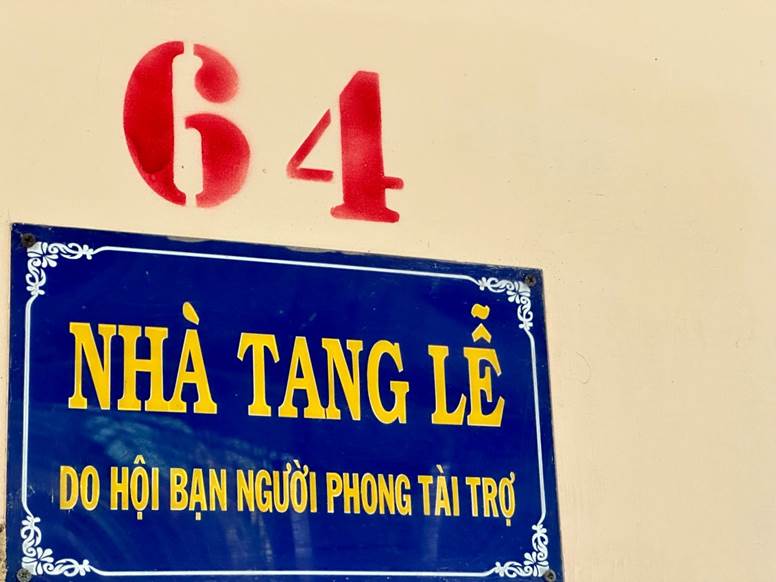 64
NHÀ TANG LỄ
DO HỘI BẠN NGƯỜI PHONG TÀI TRỢ